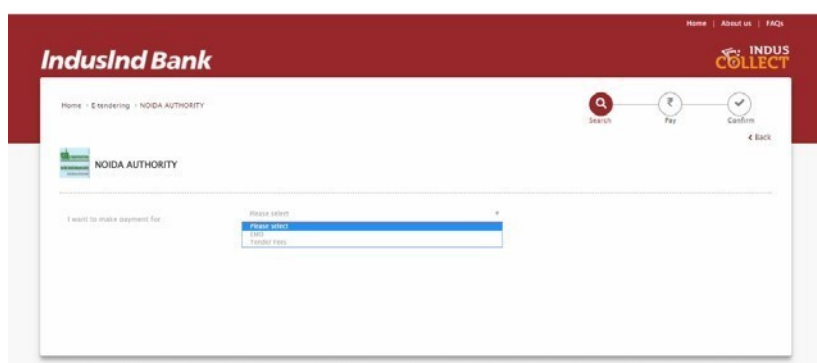 Home | About us | FAQs
IndusInd Bank
INDUS
COLLECT
Home > E-tendering > NOIDA AUTHORITY
Search
Pay
Confirm
< Back
NOIDA AUTHORITY
I want to make payment for :
Please select
Please select
EMD
Tender Fees